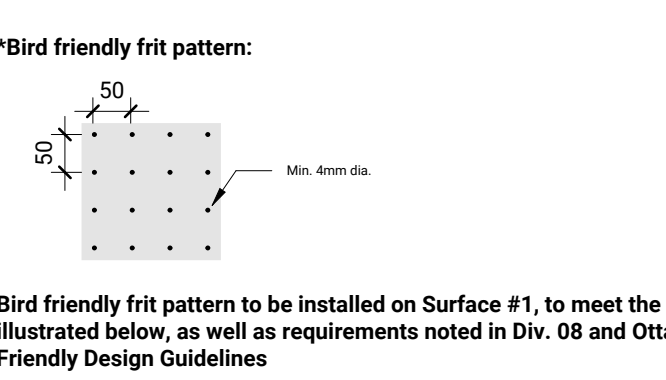 *Bird friendly frit pattern:
50
50
Min. 4mm dia.
Bird friendly frit pattern to be installed on Surface #1, to meet the
illustrated below, as well as requirements noted in Div. 08 and
Friendly Design Guidelines